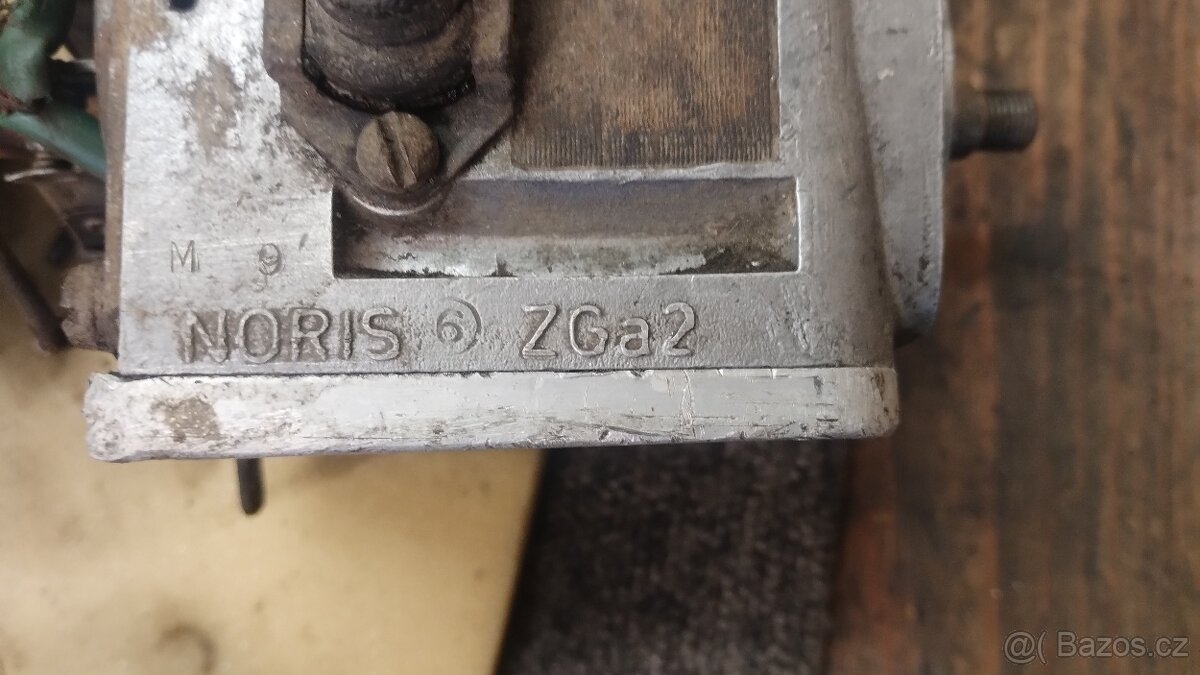 M 9
NORIS 6 ZGa2
@( Bazos.cz